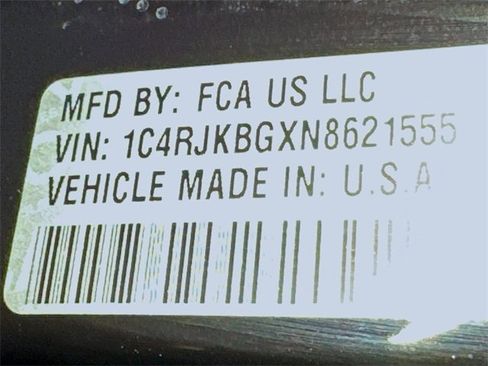 MFD BY: FCA US LLC
VIN: 1C4RJKBGXN8621555
VEHICLE MADE IN: U.S.A